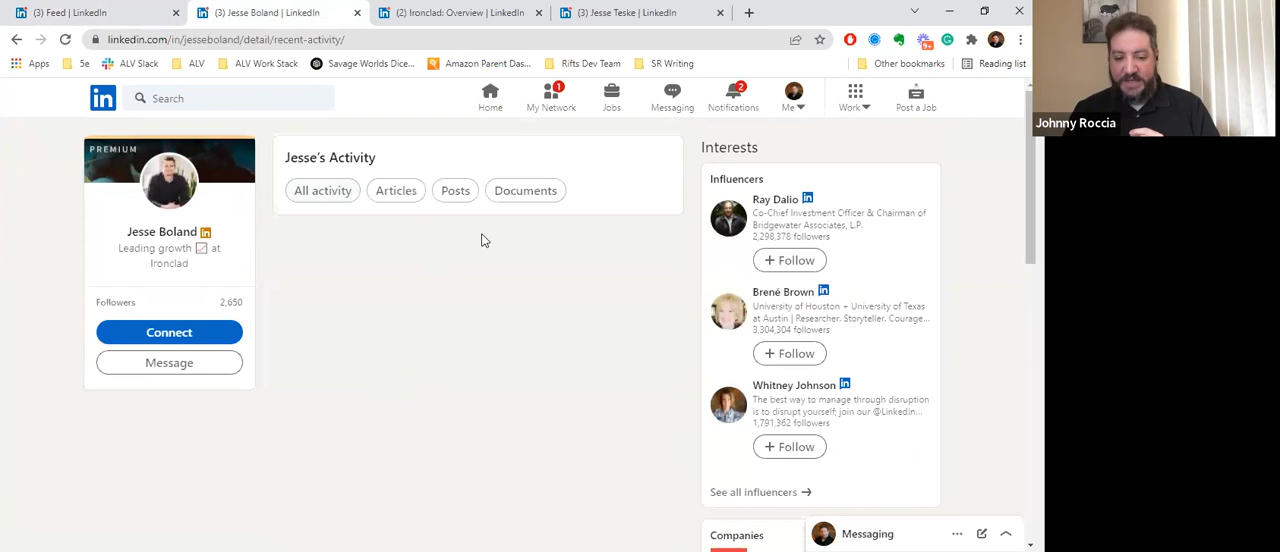 (3) Feed | LinkedIn
(3) Jesse Boland | LinkedIn
(2) Ironclad: Overview | LinkedIn
(3) Jesse Teske | LinkedIn
linkedin.com/in/jesseboland/detail/recent-activity/
9+
Apps
5e
ALV Slack
ALV
ALV Work Stack
Savage Worlds Dice...
Amazon Parent Das...
Rifts Dev Team
SR Writing
Other bookmarks
Reading list
in
Search
Home
1
My Network
Jobs
Messaging
2
Notifications
Me
Work
Post a Job
Johnny Roccia
PREMIUM
Jesse Boland
Leading growth 📈 at
Ironclad
Followers 2,650
Connect
Message
Jesse's Activity
All activity
Articles
Posts
Documents
Interests
Influencers
Ray Dalio
Co-Chief Investment Officer & Chairman of
Bridgewater Associates, L.P.
2,298,378 followers
+ Follow
Brené Brown
University of Houston + University of Texas
at Austin | Researcher. Storyteller. Courage...
3,304,304 followers
+ Follow
Whitney Johnson
The best way to manage through disruption
is to disrupt yourself; join our @LinkedIn...
1,791,362 followers
+ Follow
See all influencers →
Companies
Messaging